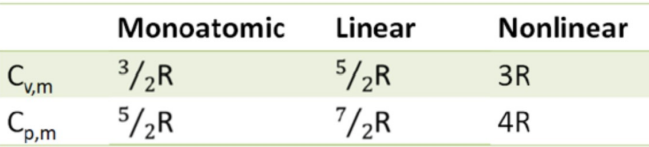 Monoatomic Linear Nonlinear
Cv,m 3/2R 5/2R 3R
Cp,m 5/2R 7/2R 4R